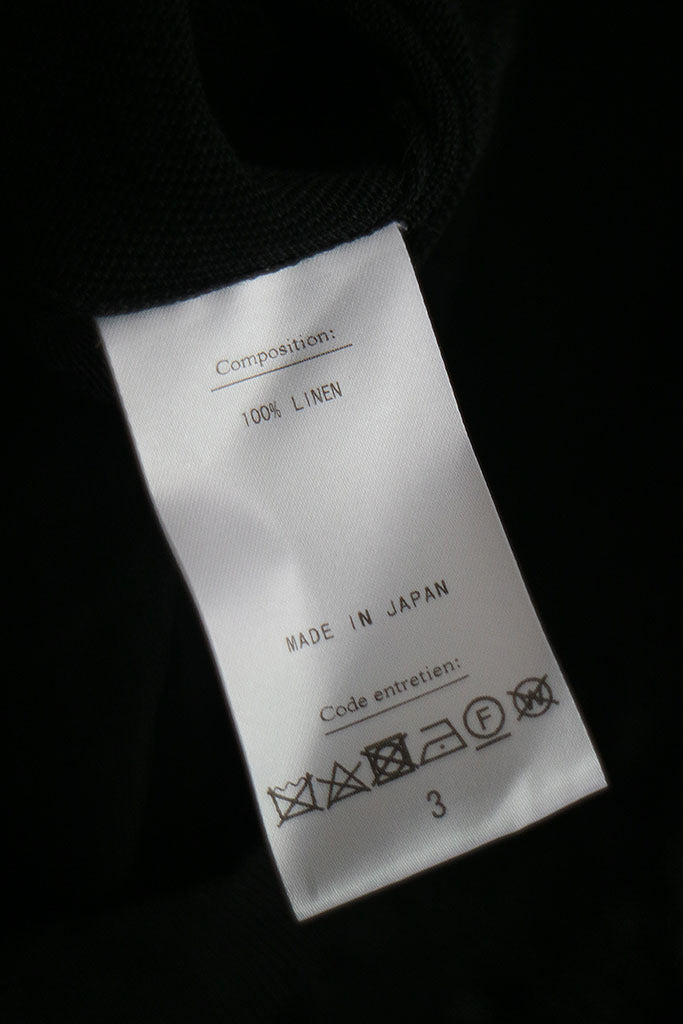 Composition:
100% LINEN
MADE IN JAPAN
Code entretien:
F W
3